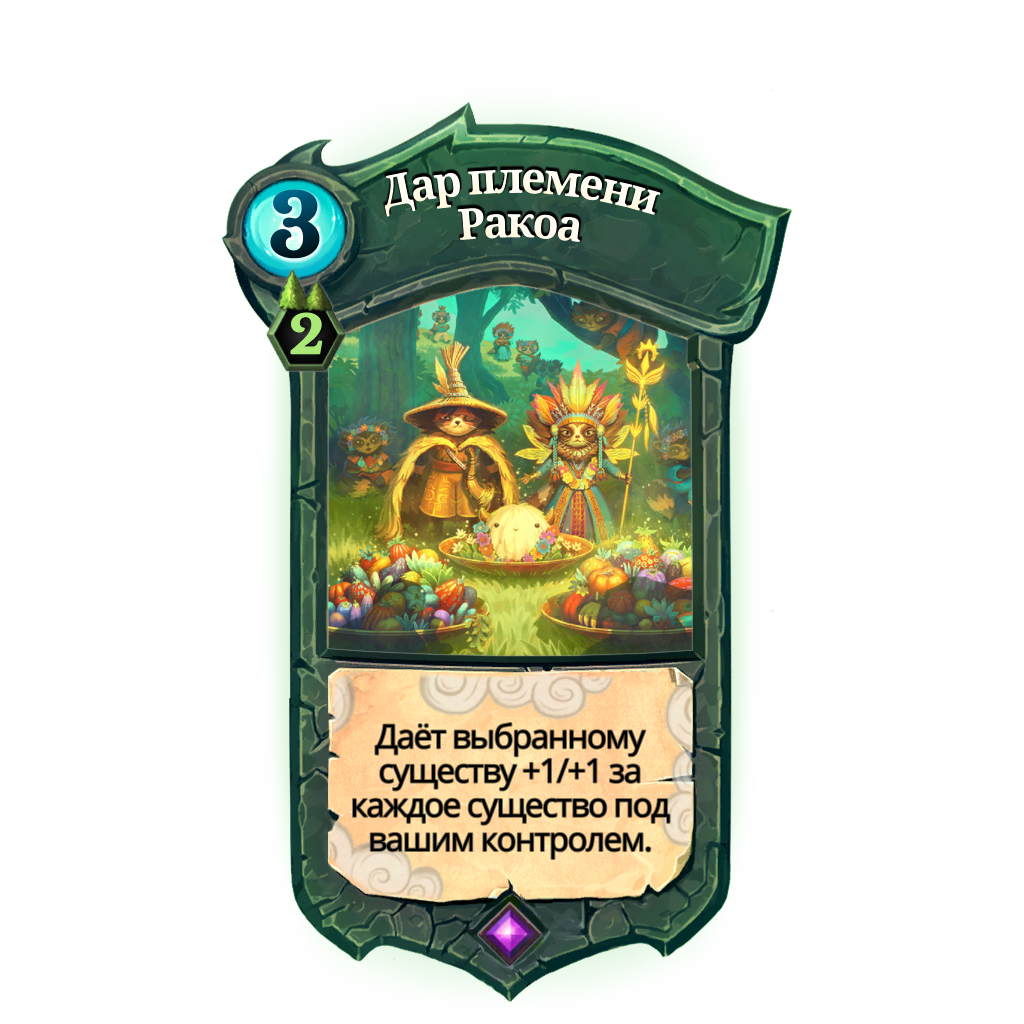 3
Дар племени
Ракоа
2
Даёт выбранному
существу +1/+1 за
каждое существо под
вашим контролем.